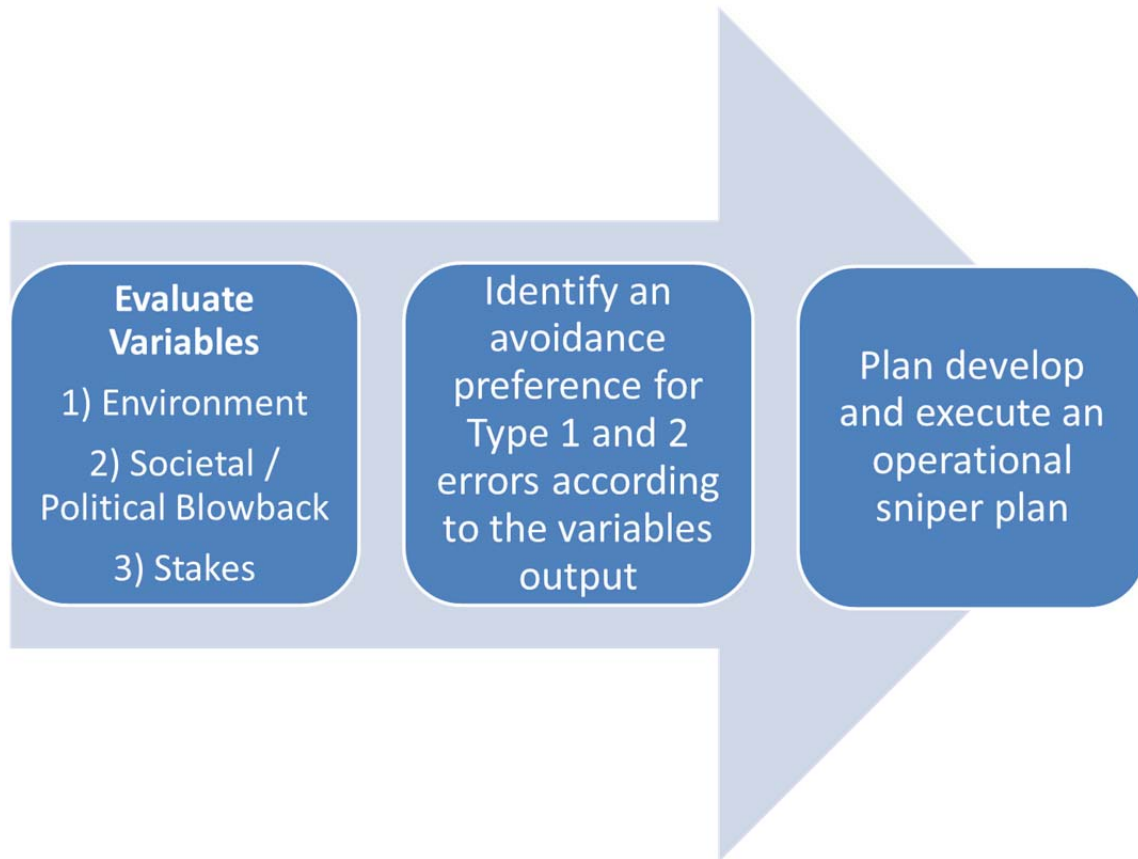 Evaluate
Variables
1) Environment
2) Societal /
Political Blowback
3) Stakes
Identify an
avoidance
preference for
Type 1 and 2
errors according
to the variables
output
Plan develop
and execute an
operational
sniper plan